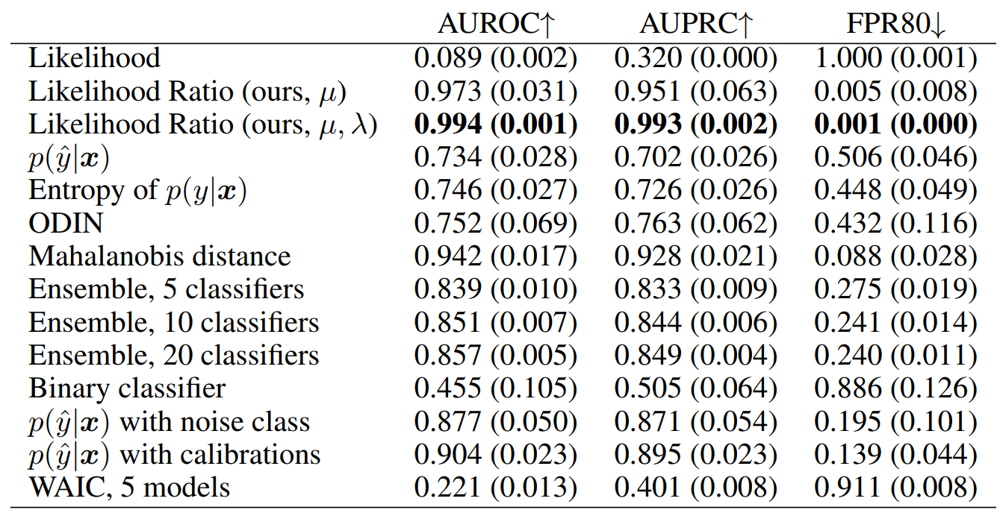 AUROC↑ AUPRC↑ FPR80↓
Likelihood 0.089 (0.002) 0.320 (0.000) 1.000 (0.001)
Likelihood Ratio (ours, μ) 0.973 (0.031) 0.951 (0.063) 0.005 (0.008)
Likelihood Ratio (ours, μ, λ) 0.994 (0.001) 0.993 (0.002) 0.001 (0.000)
p(ŷ|x) 0.734 (0.028) 0.702 (0.026) 0.506 (0.046)
Entropy of p(y|x) 0.746 (0.027) 0.726 (0.026) 0.448 (0.049)
ODIN 0.752 (0.069) 0.763 (0.062) 0.432 (0.116)
Mahalanobis distance 0.942 (0.017) 0.928 (0.021) 0.088 (0.028)
Ensemble, 5 classifiers 0.839 (0.010) 0.833 (0.009) 0.275 (0.019)
Ensemble, 10 classifiers 0.851 (0.007) 0.844 (0.006) 0.241 (0.014)
Ensemble, 20 classifiers 0.857 (0.005) 0.849 (0.004) 0.240 (0.011)
Binary classifier 0.455 (0.105) 0.505 (0.064) 0.886 (0.126)
p(ŷ|x) with noise class 0.877 (0.050) 0.871 (0.054) 0.195 (0.101)
p(ŷ|x) with calibrations 0.904 (0.023) 0.895 (0.023) 0.139 (0.044)
WAIC, 5 models 0.221 (0.013) 0.401 (0.008) 0.911 (0.008)